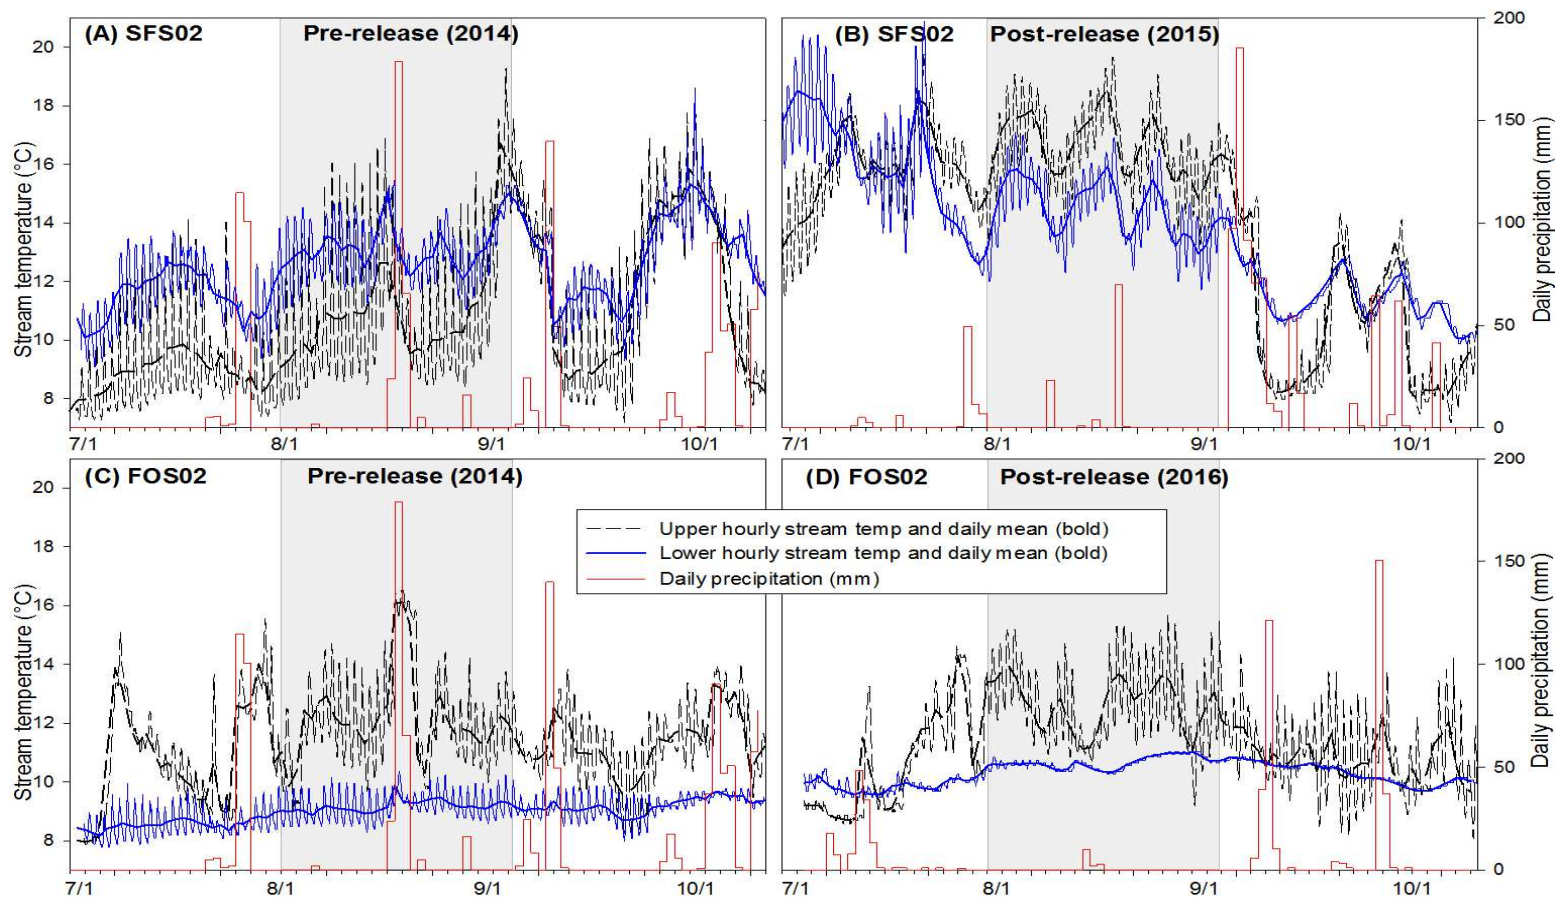 (A) SFS02 Pre-release (2014)
(B) SFS02 Post-release (2015)
20
18
16
14
12
10
8
Stream temperature (°C)
200
150
100
50
0
Daily precipitation (mm)
7/1 8/1 9/1 10/1
7/1 8/1 9/1 10/1
(C) FOS02 Pre-release (2014)
(D) FOS02 Post-release (2016)
20
18
16
14
12
10
8
Stream temperature (°C)
Upper hourly stream temp and daily mean (bold)
Lower hourly stream temp and daily mean (bold)
Daily precipitation (mm)
200
150
100
50
0
Daily precipitation (mm)
7/1 8/1 9/1 10/1
7/1 8/1 9/1 10/1